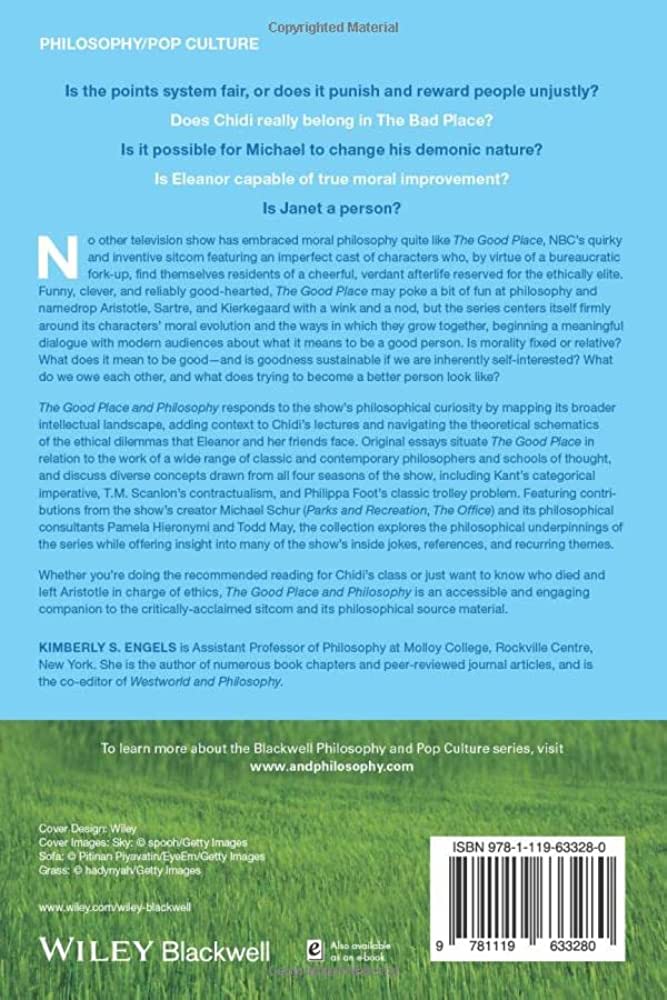 Copyrighted Material
PHILOSOPHY/POP CULTURE
Is the points system fair, or does it punish and reward people unjustly?
Does Chidi really belong in The Bad Place?
Is it possible for Michael to change his demonic nature?
Is Eleanor capable of true moral improvement?
Is Janet a person?
No other television show has embraced moral philosophy quite like The Good Place, NBC's quirky
and inventive sitcom featuring an imperfect cast of characters who, by virtue of a bureaucratic
fork-up, find themselves residents of a cheerful, verdant afterlife reserved for the ethically elite.
Funny, clever, and reliably good-hearted, The Good Place may poke a bit of fun at philosophy and
namedrop Aristotle, Sartre, and Kierkegaard with a wink and a nod, but the series centers itself firmly
around its characters' moral evolution and the ways in which they grow together, beginning a meaningful
dialogue with modern audiences about what it means to be a good person. Is morality fixed or relative?
What does it mean to be good—and is goodness sustainable if we are inherently self-interested? What
do we owe each other, and what does trying to become a better person look like?
The Good Place and Philosophy responds to the show's philosophical curiosity by mapping its broader
intellectual landscape, adding context to Chidi's lectures and navigating the theoretical schematics
of the ethical dilemmas that Eleanor and her friends face. Original essays situate The Good Place in
relation to the work of a wide range of classic and contemporary philosophers and schools of thought,
and discuss diverse concepts drawn from all four seasons of the show, including Kant's categorical
imperative, T.M. Scanlon's contractualism, and Philippa Foot's classic trolley problem. Featuring contri-
butions from the show's creator Michael Schur (Parks and Recreation, The Office) and its philosophical
consultants Pamela Hieronymi and Todd May, the collection explores the philosophical underpinnings of
the series while offering insight into many of the show's inside jokes, references, and recurring themes.
Whether you're doing the recommended reading for Chidi's class or just want to know who died and
left Aristotle in charge of ethics, The Good Place and Philosophy is an accessible and engaging
companion to the critically-acclaimed sitcom and its philosophical source material.
KIMBERLY S. ENGELS is Assistant Professor of Philosophy at Molloy College, Rockville Centre,
New York. She is the author of numerous book chapters and peer-reviewed journal articles, and is
the co-editor of Westworld and Philosophy.
To learn more about the Blackwell Philosophy and Pop Culture series, visit
www.andphilosophy.com
Cover Design: Wiley
Cover Images: Sky: © spooh/Getty Images
Sofa: © Pitinan Piyavatin/EyeEm/Getty Images
Grass: © hadynyah/Getty Images
www.wiley.com/wiley-blackwell
WILEY Blackwell
e
Also available
as an e-book
ISBN 978-1-119-63328-0
9 781119 633280
Copyrighted Material